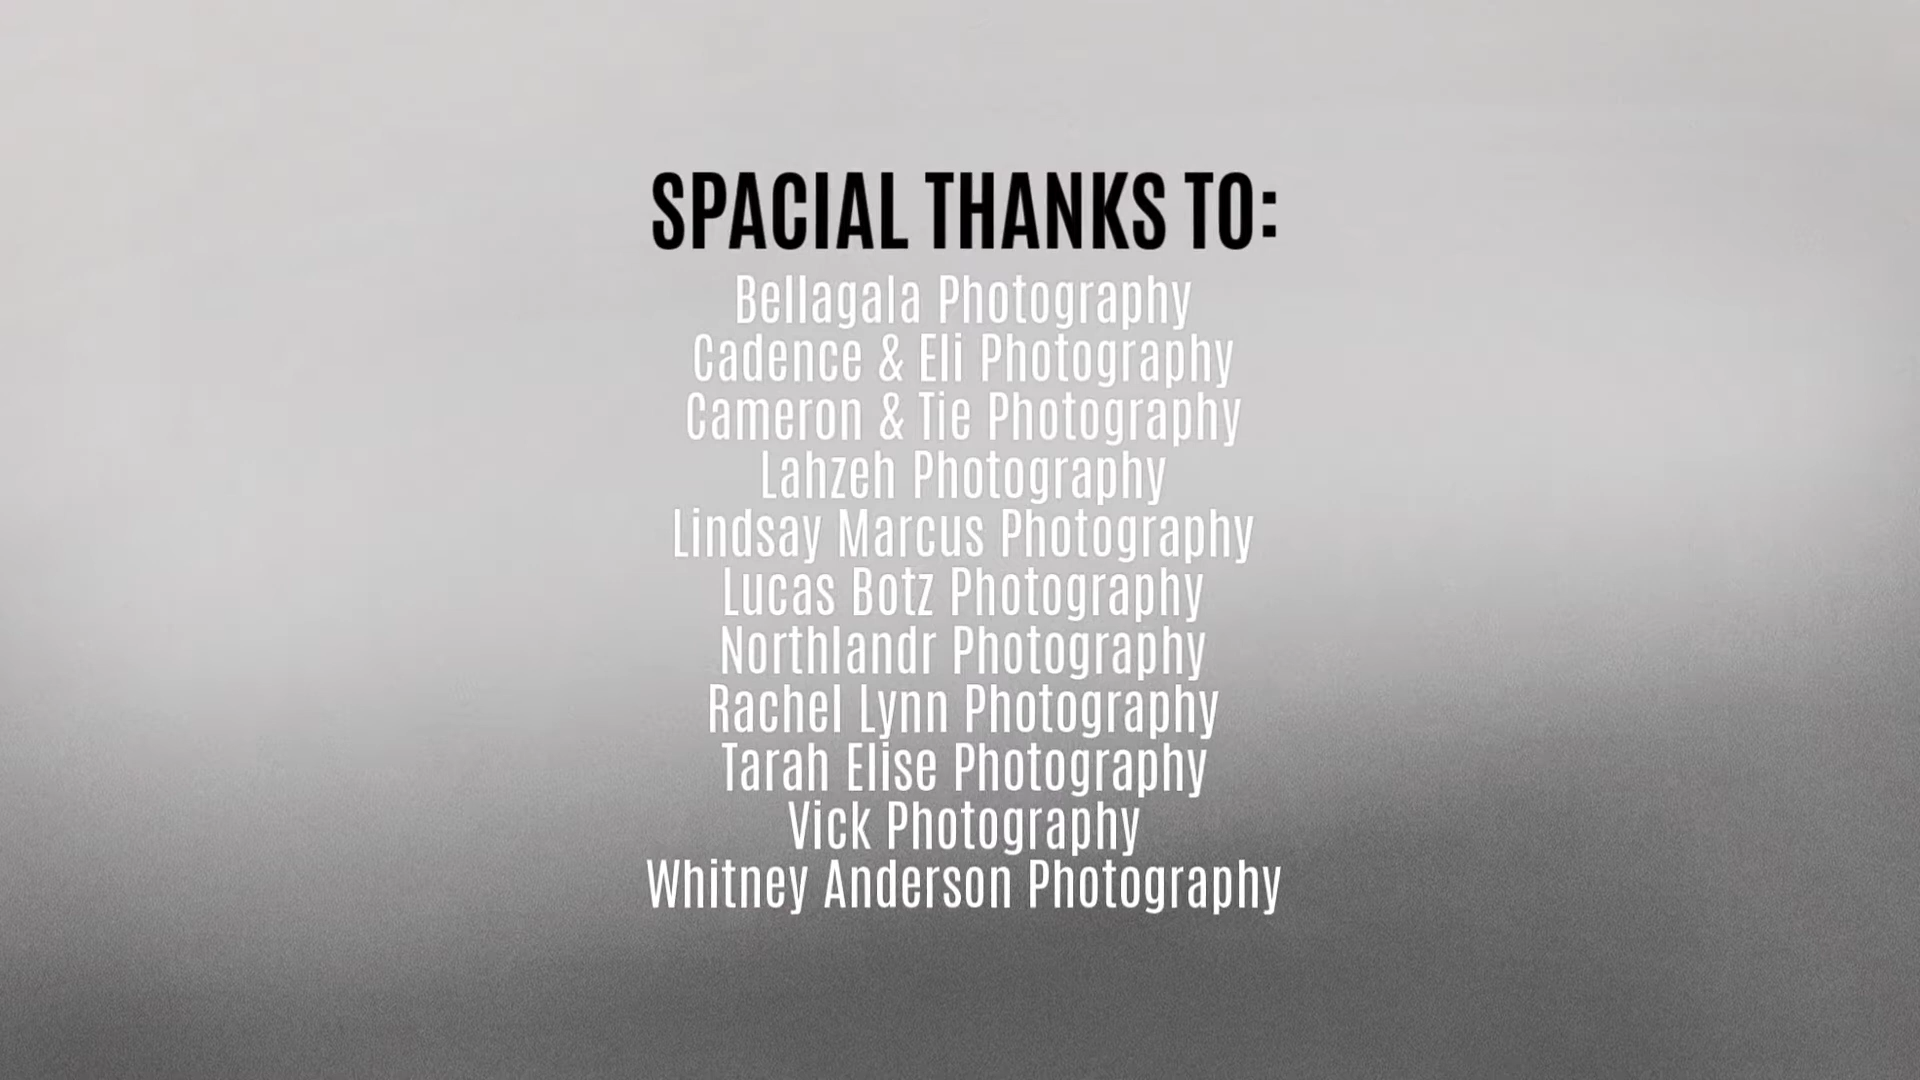 SPACIAL THANKS TO:
Bellagala Photography
Cadence & Eli Photography
Cameron & Tie Photography
Lahzeh Photography
Lindsay Marcus Photography
Lucas Botz Photography
Northlandr Photography
Rachel Lynn Photography
Tarah Elise Photography
Vick Photography
Whitney Anderson Photography